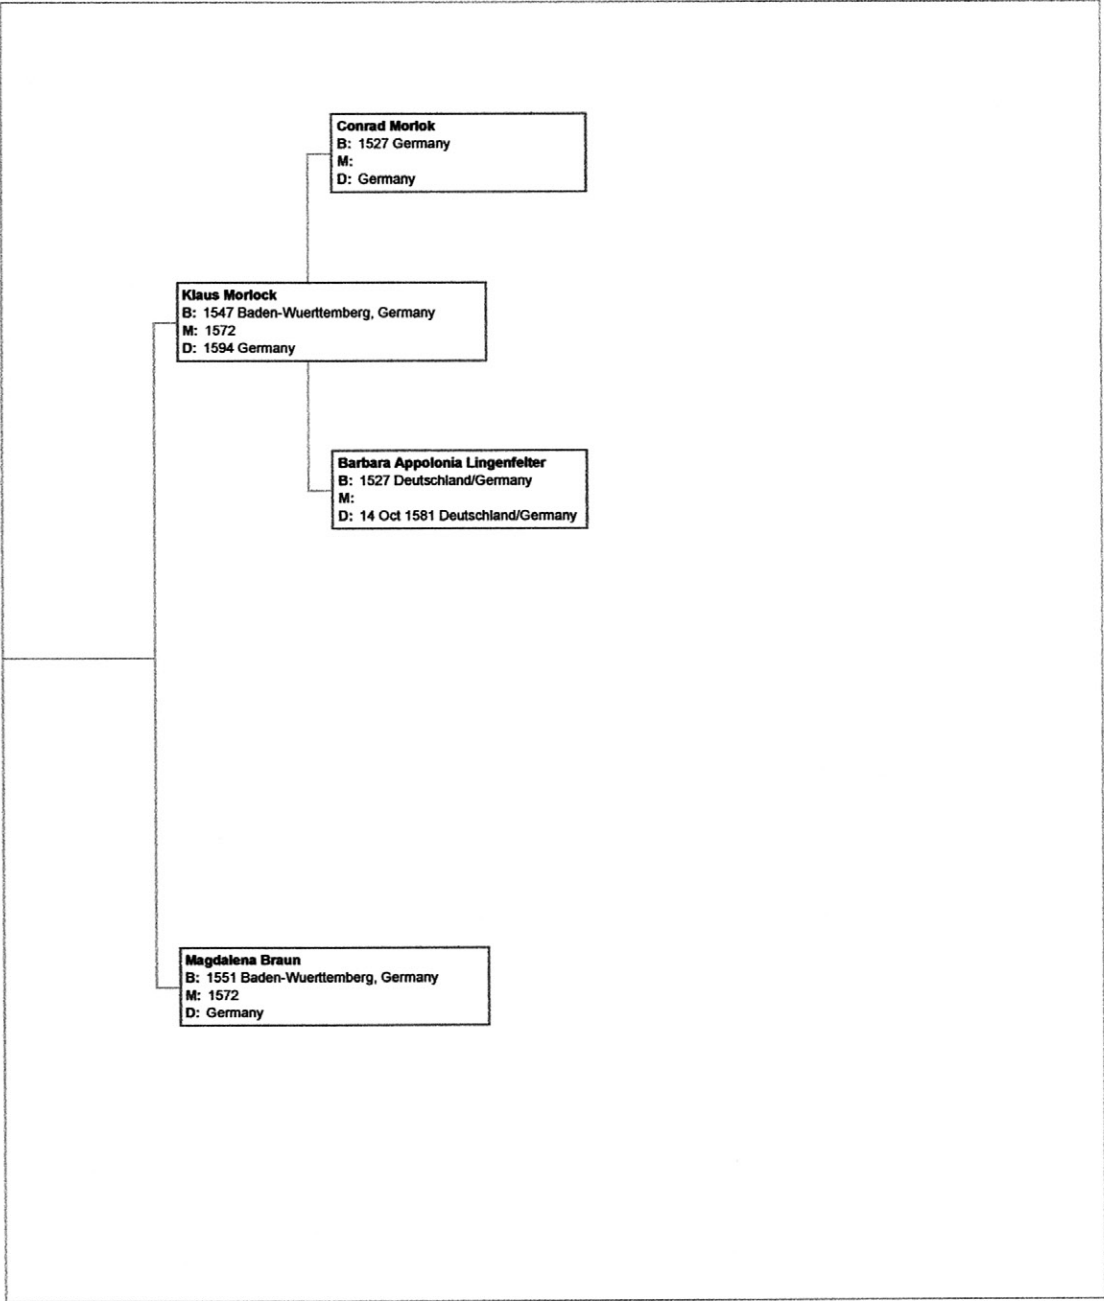 Conrad Morlok
B: 1527 Germany
M:
D: Germany
Klaus Morlock
B: 1547 Baden-Wuerttemberg, Germany
M: 1572
D: 1594 Germany
Barbara Appolonia Lingenfelter
B: 1527 Deutschland/Germany
M:
D: 14 Oct 1581 Deutschland/Germany
Magdalena Braun
B: 1551 Baden-Wuerttemberg, Germany
M: 1572
D: Germany